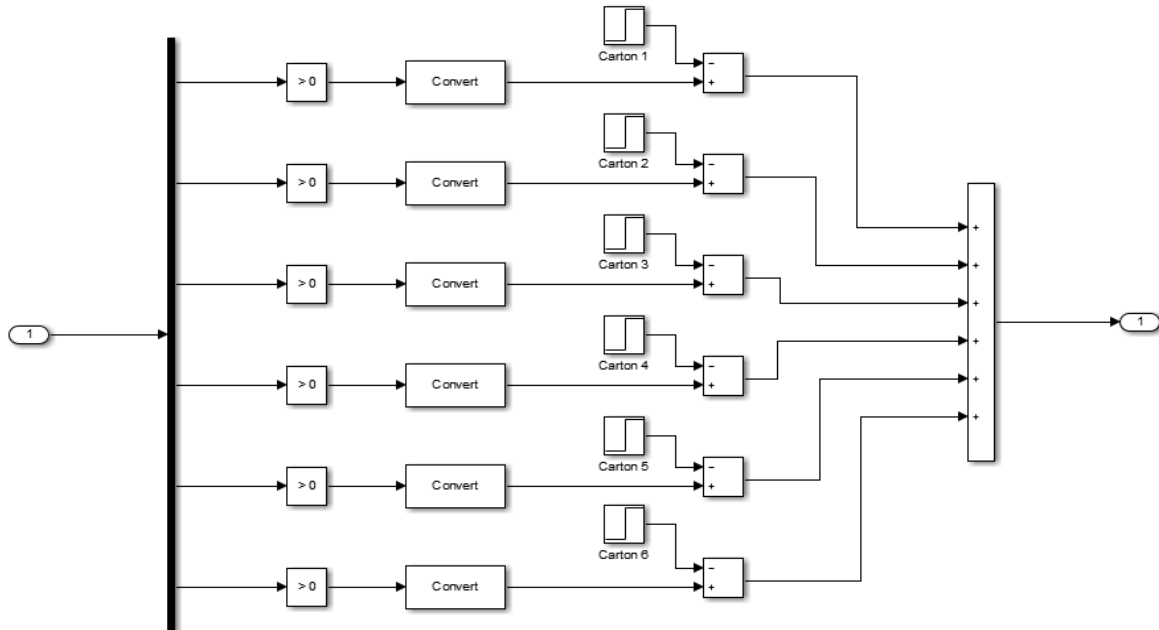 Carton 1
> 0
Convert
−
+
Carton 2
> 0
Convert
−
+
+
+
Carton 3
> 0
Convert
−
+
+
1
1
Carton 4
> 0
Convert
−
+
+
+
Carton 5
> 0
Convert
−
+
+
Carton 6
> 0
Convert
−
+